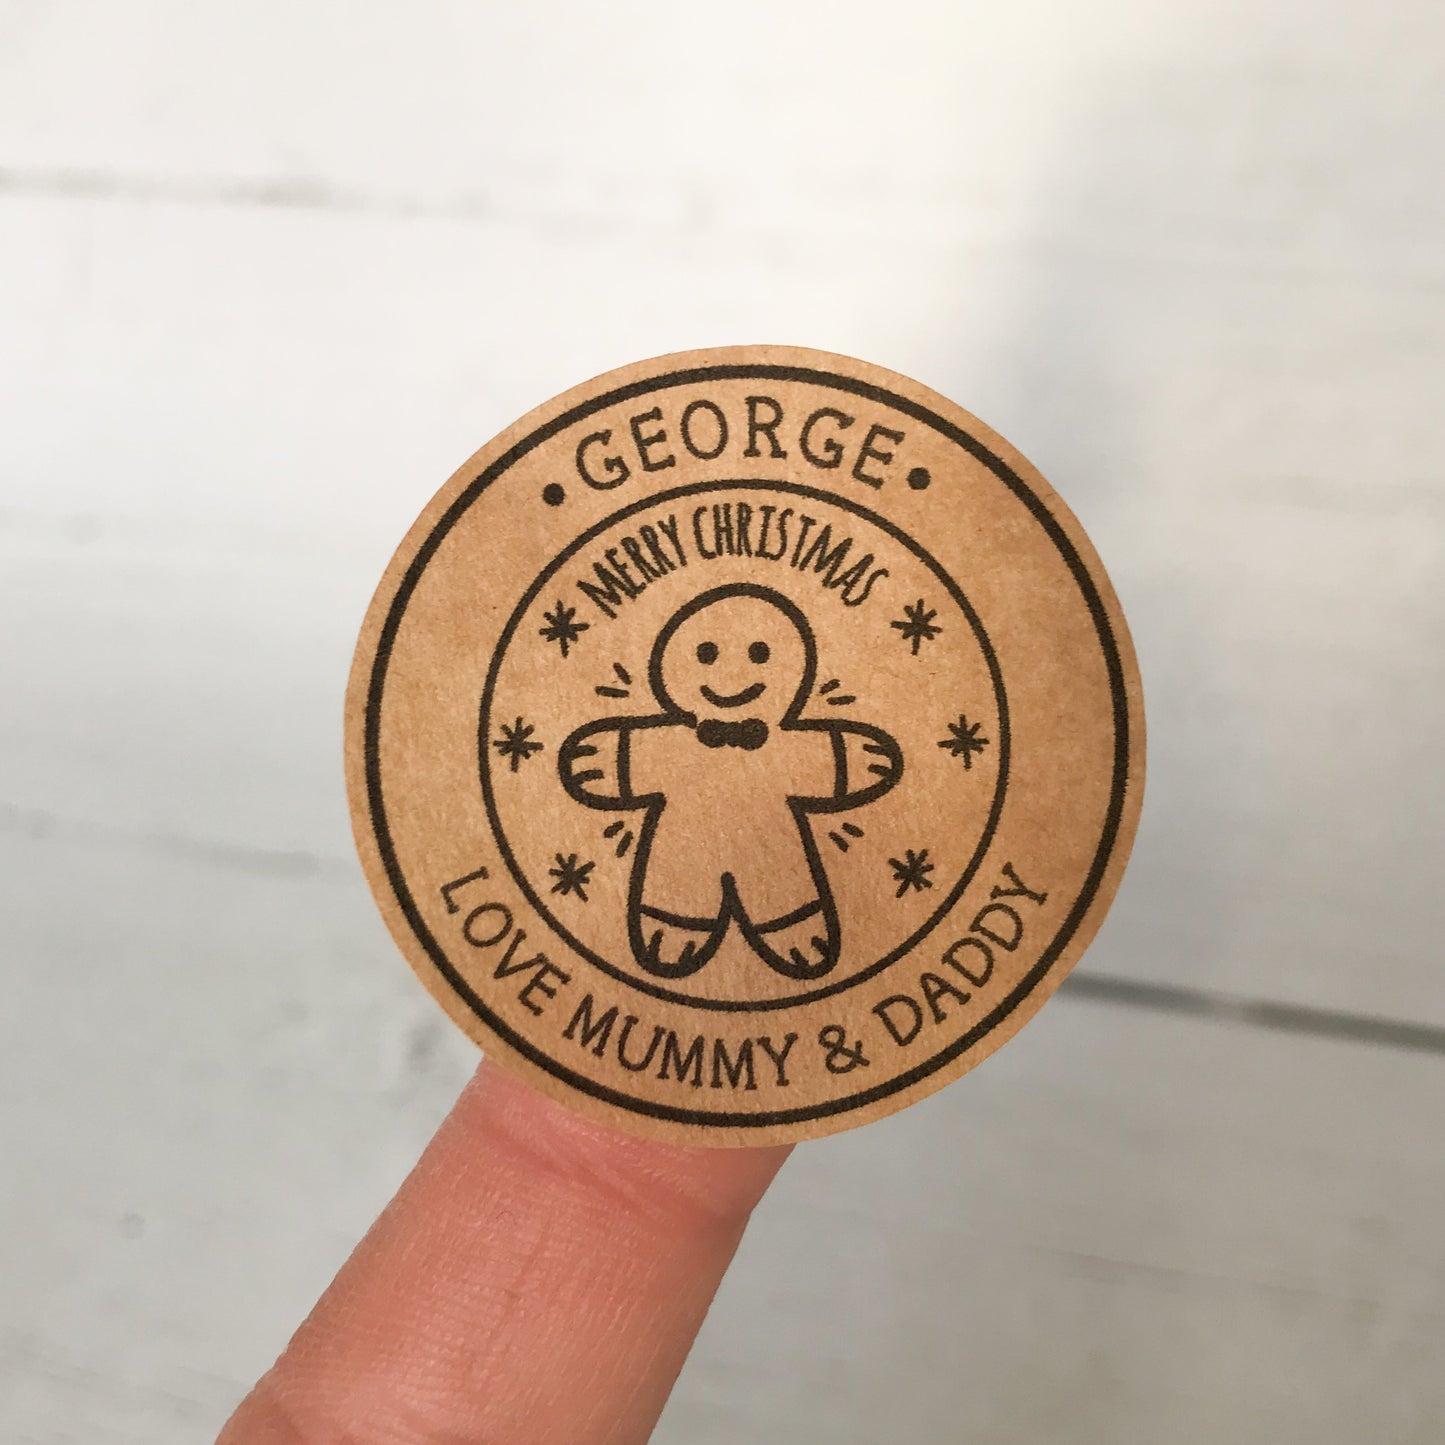 •GEORGE•
MERRY CHRISTMAS
LOVE MUMMY & DADDY